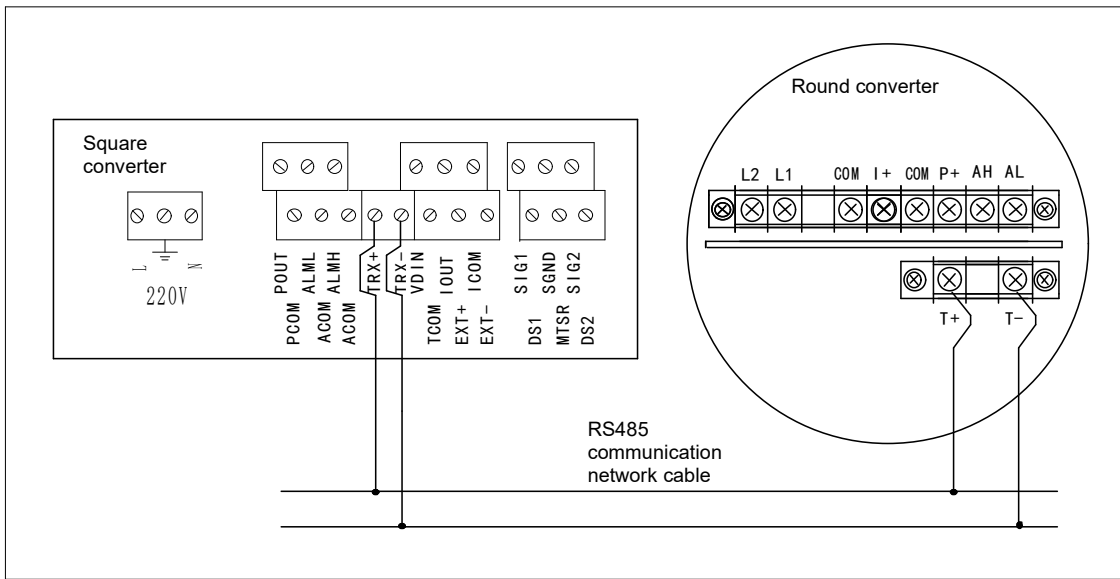 Square
converter
L
N
220V
POUT
PCOM
ALML
ACOM
ALMH
ACOM
TRX+
TRX-
VDIN
TCOM
IOUT
EXT+
ICOM
EXT-
SIG1
DS1
SGND
MTSR
SIG2
DS2
Round converter
L2 L1 COM I+ COM P+ AH AL
T+ T-
RS485
communication
network cable